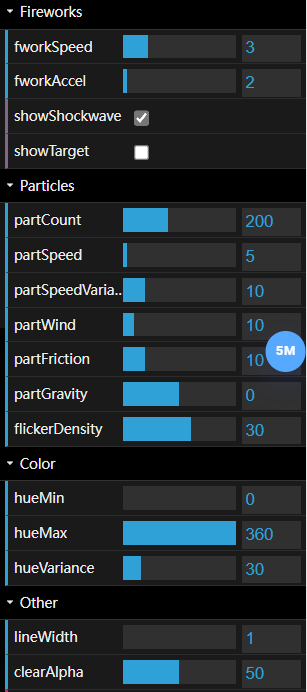 Fireworks
fworkSpeed 3
fworkAccel 2
showShockwave
showTarget
Particles
partCount 200
partSpeed 5
partSpeedVaria.. 10
partWind 10
5M
partFriction 10
partGravity 0
flickerDensity 30
Color
hueMin 0
hueMax 360
hueVariance 30
Other
lineWidth 1
clearAlpha 50